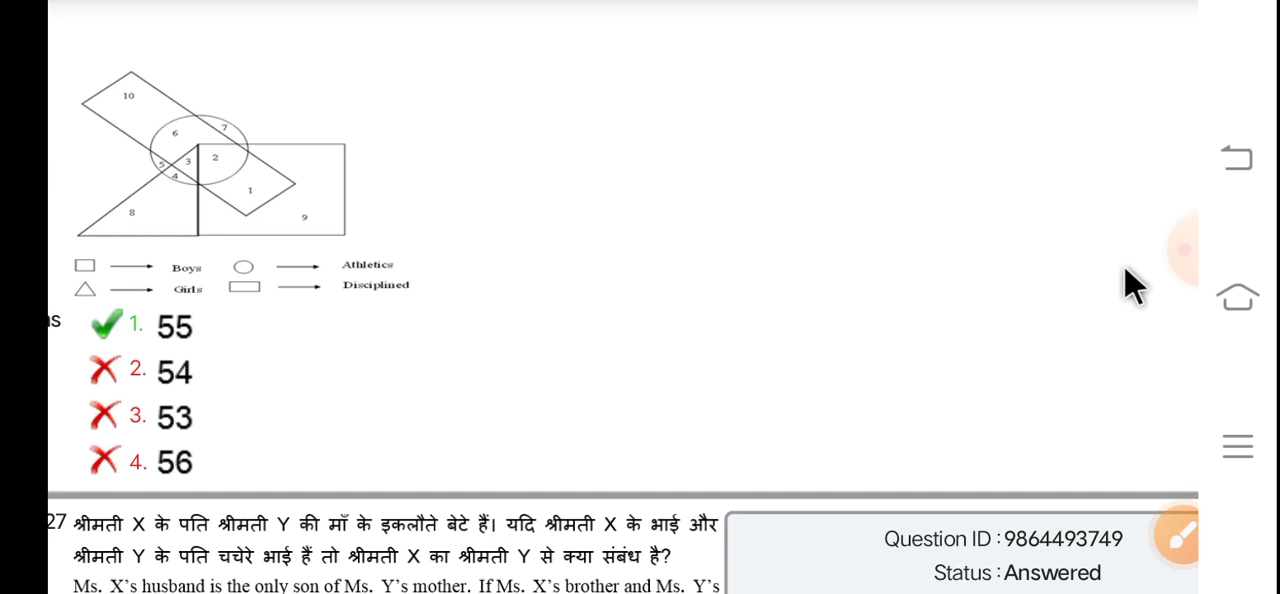 10
6
7
5
3
2
4
1
8
9
Boys
Athletics
Girls
Disciplined
1. 55
2. 54
3. 53
4. 56
27 श्रीमती X के पति श्रीमती Y की माँ के इकलौते बेटे हैं। यदि श्रीमती X के भाई और
श्रीमती Y के पति चचेरे भाई हैं तो श्रीमती X का श्रीमती Y से क्या संबंध है?
Ms. X's husband is the only son of Ms. Y's mother. If Ms. X's brother and Ms. Y's
Question ID : 9864493749
Status : Answered